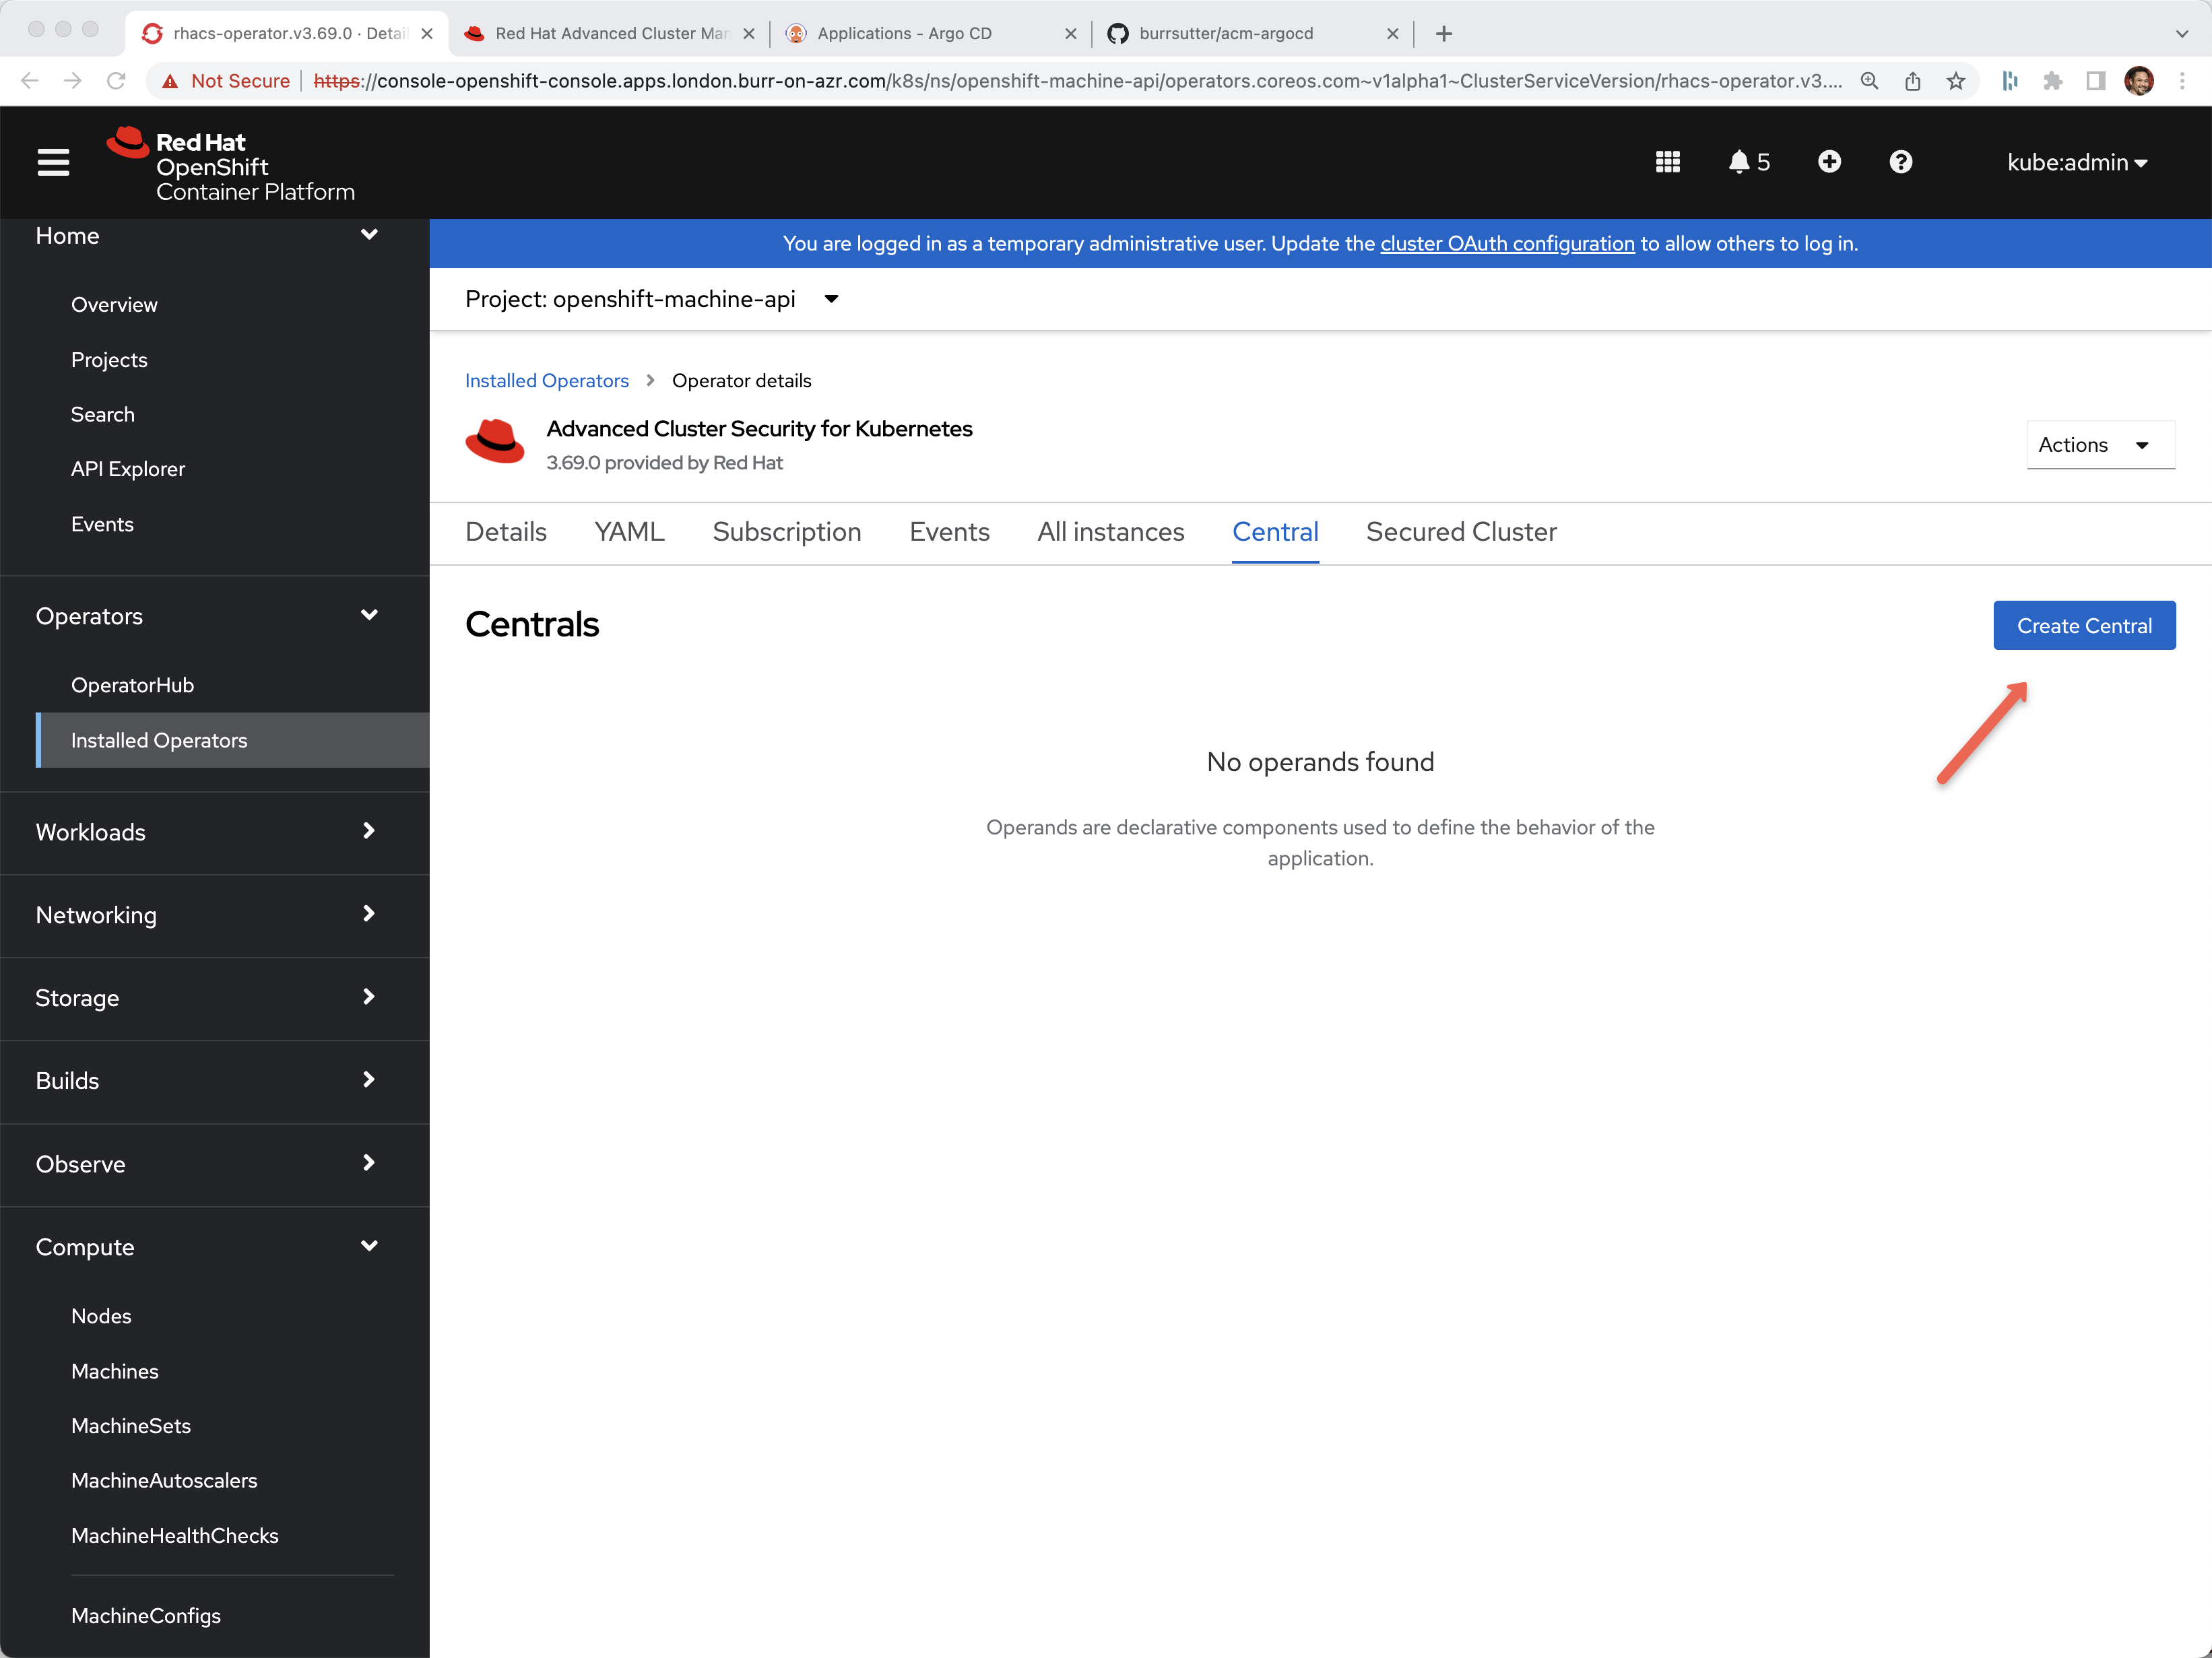 rhacs-operator.v3.69.0 · Detail
Red Hat Advanced Cluster Man
Applications - Argo CD
burrsutter/acm-argocd
Not Secure
https://console-openshift-console.apps.london.burr-on-azr.com/k8s/ns/openshift-machine-api/operators.coreos.com~v1alpha1~ClusterServiceVersion/rhacs-operator.v3....
Red Hat
OpenShift
Container Platform
5
kube:admin
Home
Overview
Projects
Search
API Explorer
Events
Operators
OperatorHub
Installed Operators
Workloads
Networking
Storage
Builds
Observe
Compute
Nodes
Machines
MachineSets
MachineAutoscalers
MachineHealthChecks
MachineConfigs
You are logged in as a temporary administrative user. Update the cluster OAuth configuration to allow others to log in.
Project: openshift-machine-api
Installed Operators > Operator details
Advanced Cluster Security for Kubernetes
3.69.0 provided by Red Hat
Actions
Details YAML Subscription Events All instances Central Secured Cluster
Centrals
Create Central
No operands found
Operands are declarative components used to define the behavior of the
application.